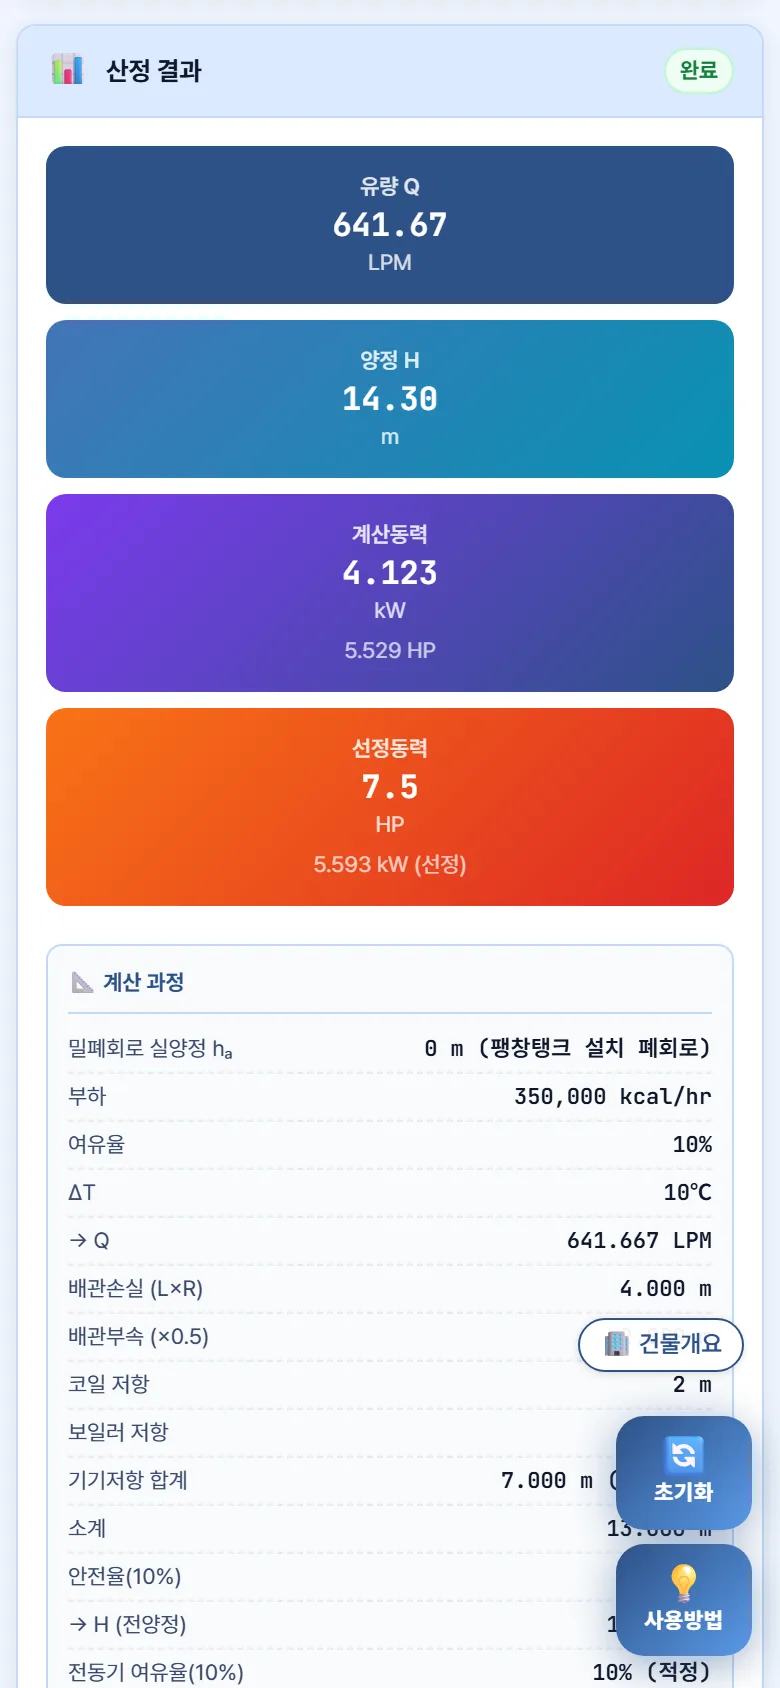 산정 결과
완료
유량 Q
641.67
LPM
양정 H
14.30
m
계산동력
4.123
kW
5.529 HP
선정동력
7.5
HP
5.593 kW (선정)
계산 과정
밀폐회로 실양정 hₐ 0 m (팽창탱크 설치 폐회로)
부하 350,000 kcal/hr
여유율 10%
ΔT 10℃
→ Q 641.667 LPM
배관손실 (L×R) 4.000 m
배관부속 (×0.5)
건물개요
코일 저항 2 m
보일러 저항
기기저항 합계 7.000 m
초기화
소계
안전율(10%)
→ H (전양정)
사용방법
전동기 여유율(10%) 10% (적정)